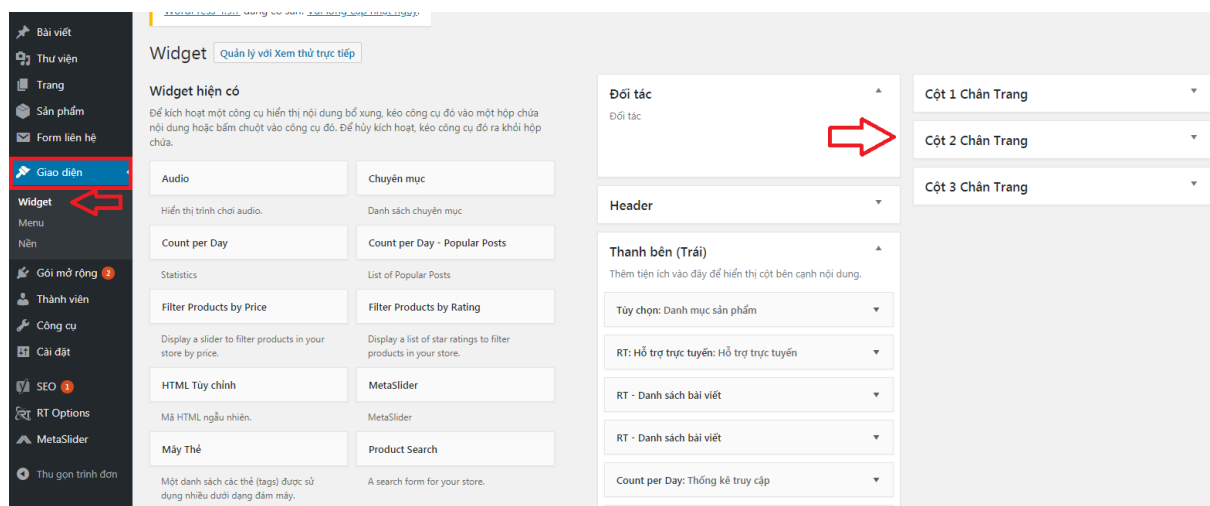 Bài viết
Thư viện
Trang
Sản phẩm
Form liên hệ
Giao diện
Widget
Menu
Nền
Gói mở rộng 2
Thành viên
Công cụ
Cài đặt
SEO 1
RT Options
MetaSlider
Thu gọn trình đơn
Widget Quản lý với Xem thử trực tiếp
Widget hiện có
Để kích hoạt một công cụ hiển thị nội dung bổ xung, kéo công cụ đó vào một hộp chứa
nội dung hoặc bấm chuột vào công cụ đó. Để hủy kích hoạt, kéo công cụ đó ra khỏi hộp
chứa.
Audio
Hiển thị trình chơi audio.
Chuyên mục
Danh sách chuyên mục
Count per Day
Statistics
Count per Day - Popular Posts
List of Popular Posts
Filter Products by Price
Display a slider to filter products in your
store by price.
Filter Products by Rating
Display a list of star ratings to filter
products in your store.
HTML Tùy chỉnh
Mã HTML ngẫu nhiên.
MetaSlider
MetaSlider
Mây Thẻ
Một danh sách các thẻ (tags) được sử
dụng nhiều dưới dạng đám mây.
Product Search
A search form for your store.
Đối tác
Đối tác
Header
Thanh bên (Trái)
Thêm tiện ích vào đây để hiển thị cột bên cạnh nội dung.
Tùy chọn: Danh mục sản phẩm
RT: Hỗ trợ trực tuyến: Hỗ trợ trực tuyến
RT - Danh sách bài viết
RT - Danh sách bài viết
Count per Day: Thống kê truy cập
Cột 1 Chân Trang
Cột 2 Chân Trang
Cột 3 Chân Trang